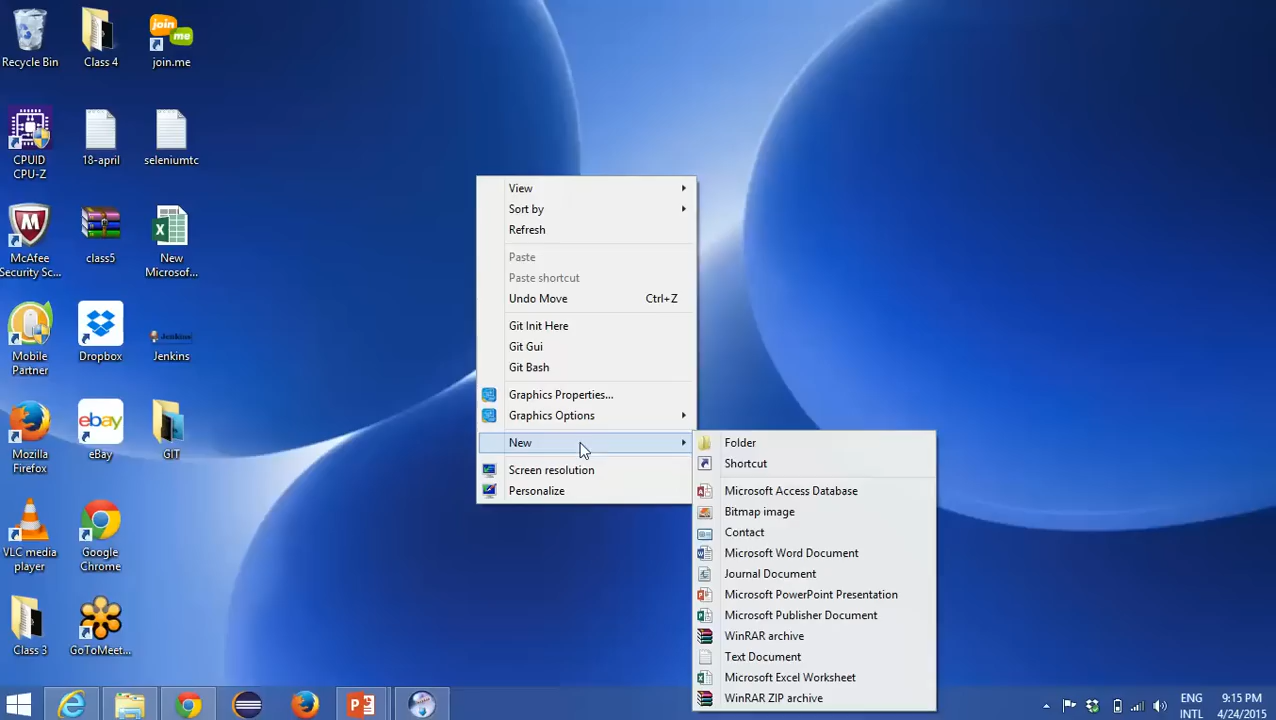 Recycle Bin
Class 4
join
me
join.me
CPUID
CPU-Z
18-april
seleniumtc
McAfee
Security Sc...
class5
New
Microsof...
Mobile
Partner
Dropbox
Jenkins
Jenkins
Mozilla
Firefox
ebay
eBay
GIT
VLC media
player
Google
Chrome
Class 3
GoToMeet...
View
Sort by
Refresh
Paste
Paste shortcut
Undo Move Ctrl+Z
Git Init Here
Git Gui
Git Bash
Graphics Properties...
Graphics Options
New
Screen resolution
Personalize
Folder
Shortcut
Microsoft Access Database
Bitmap image
Contact
Microsoft Word Document
Journal Document
Microsoft PowerPoint Presentation
Microsoft Publisher Document
WinRAR archive
Text Document
Microsoft Excel Worksheet
WinRAR ZIP archive
ENG
INTL
9:15 PM
4/24/2015